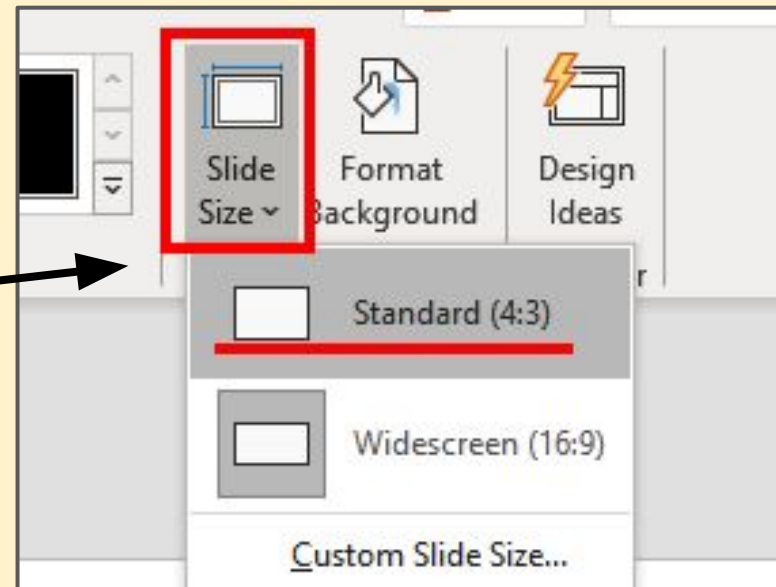 Slide
Size
Format
Background
Design
Ideas
r
Standard (4:3)
Widescreen (16:9)
Custom Slide Size...